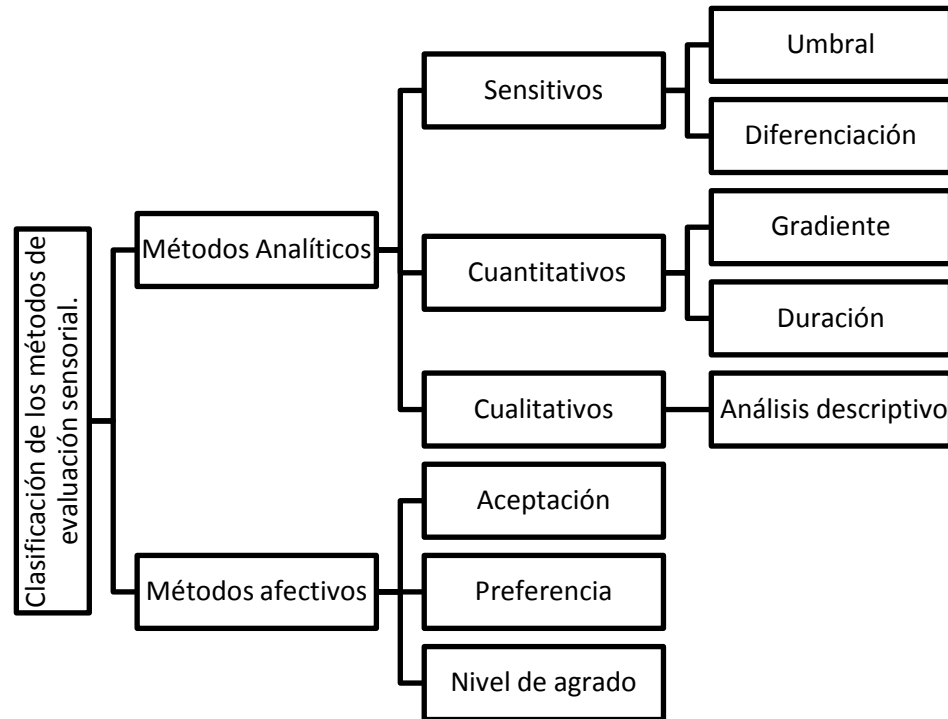 Clasificación de los métodos de
evaluación sensorial.
Métodos Analíticos
Sensitivos
Umbral
Diferenciación
Cuantitativos
Gradiente
Duración
Cualitativos
Análisis descriptivo
Métodos afectivos
Aceptación
Preferencia
Nivel de agrado